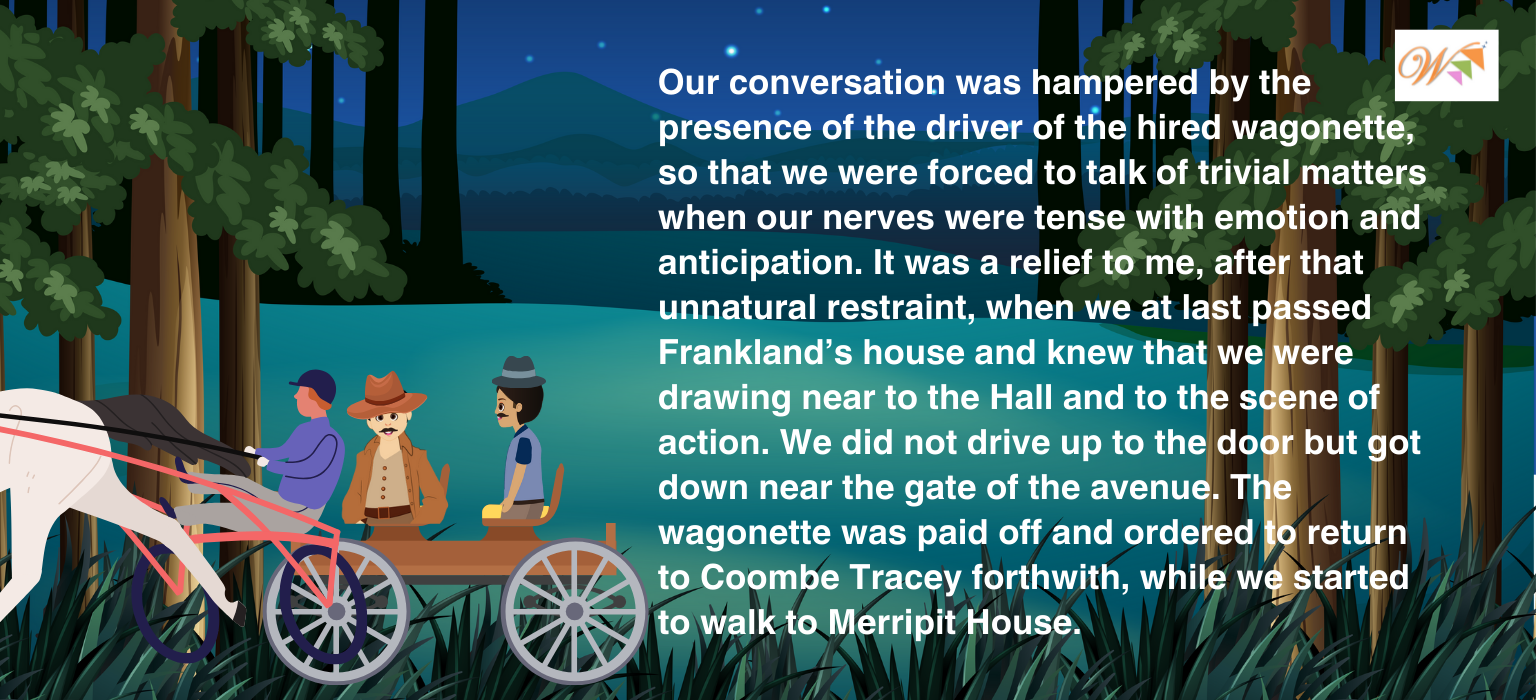 Our conversation was hampered by the
presence of the driver of the hired wagonette,
so that we were forced to talk of trivial matters
when our nerves were tense with emotion and
anticipation. It was a relief to me, after that
unnatural restraint, when we at last passed
Frankland’s house and knew that we were
drawing near to the Hall and to the scene of
action. We did not drive up to the door but got
down near the gate of the avenue. The
wagonette was paid off and ordered to return
to Coombe Tracey forthwith, while we started
to walk to Merripit House.
W